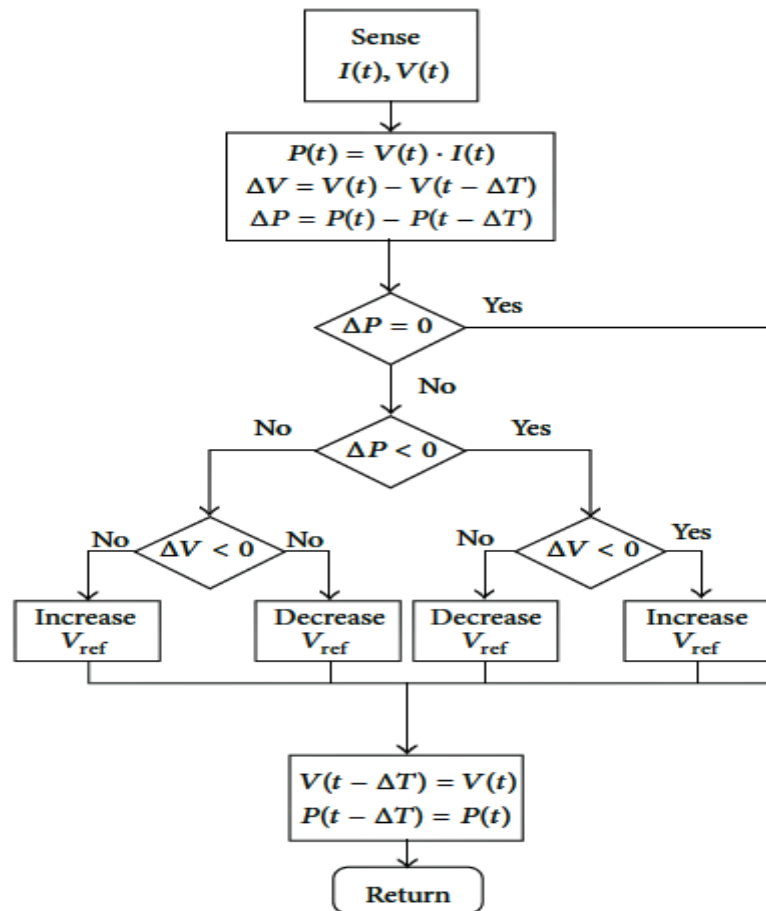 Sense
I(t), V(t)
P(t) = V(t) · I(t)
ΔV = V(t) − V(t − ΔT)
ΔP = P(t) − P(t − ΔT)
ΔP = 0
Yes
No
ΔP < 0
No
Yes
ΔV < 0
No
No
ΔV < 0
No
Yes
Increase
V_ref
Decrease
V_ref
Decrease
V_ref
Increase
V_ref
V(t − ΔT) = V(t)
P(t − ΔT) = P(t)
Return